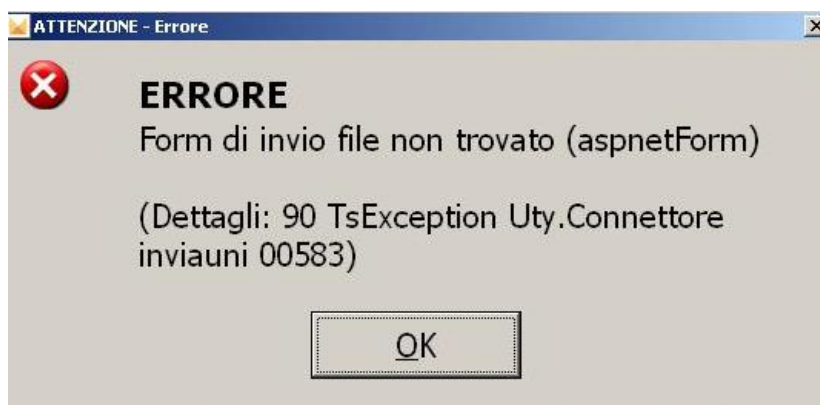 ATTENZIONE - Errore
ERRORE
Form di invio file non trovato (aspnetForm)
(Dettagli: 90 TsException Uty.Connettore
inviauni 00583)
OK